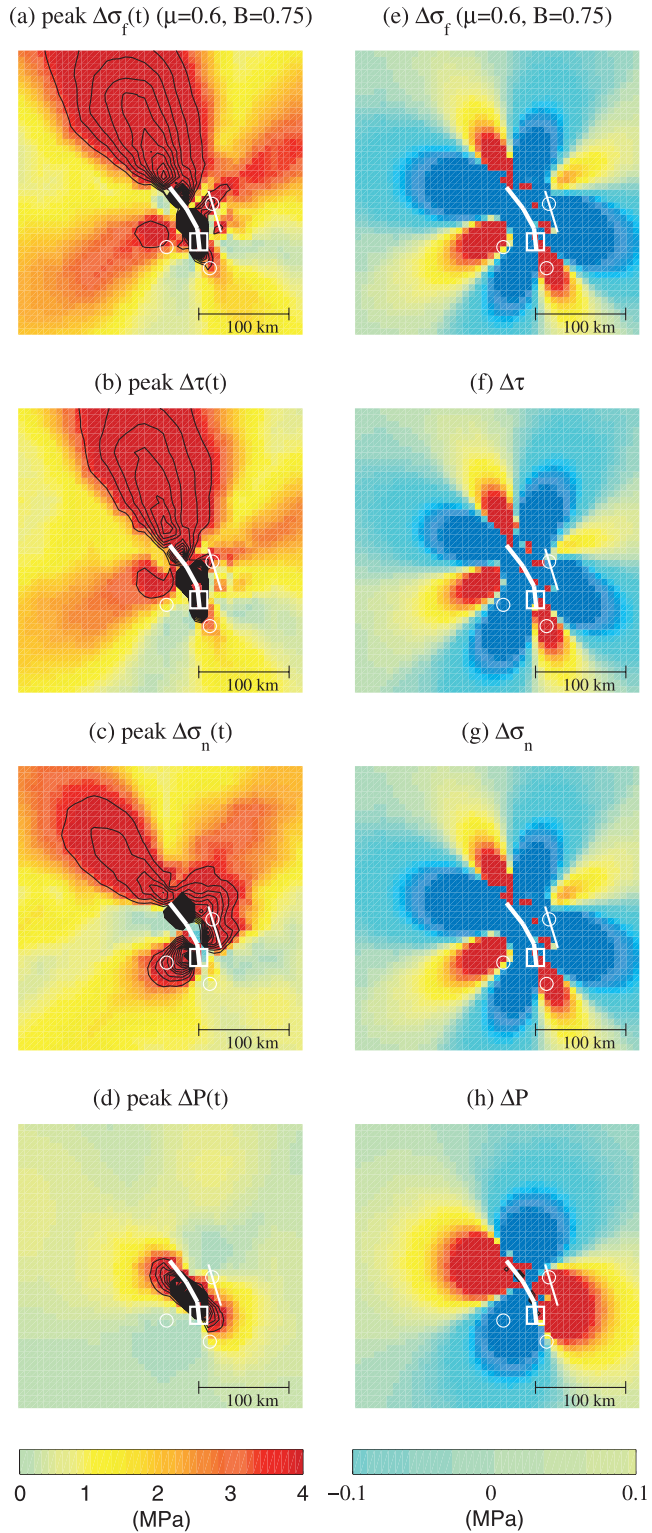 (a) peak Δσf(t) (μ=0.6, B=0.75)
(e) Δσf (μ=0.6, B=0.75)
100 km
100 km
(b) peak Δτ(t)
(f) Δτ
100 km
100 km
(c) peak Δσn(t)
(g) Δσn
100 km
100 km
(d) peak ΔP(t)
(h) ΔP
100 km
100 km
0 1 2 3 4
(MPa)
−0.1 0 0.1
(MPa)